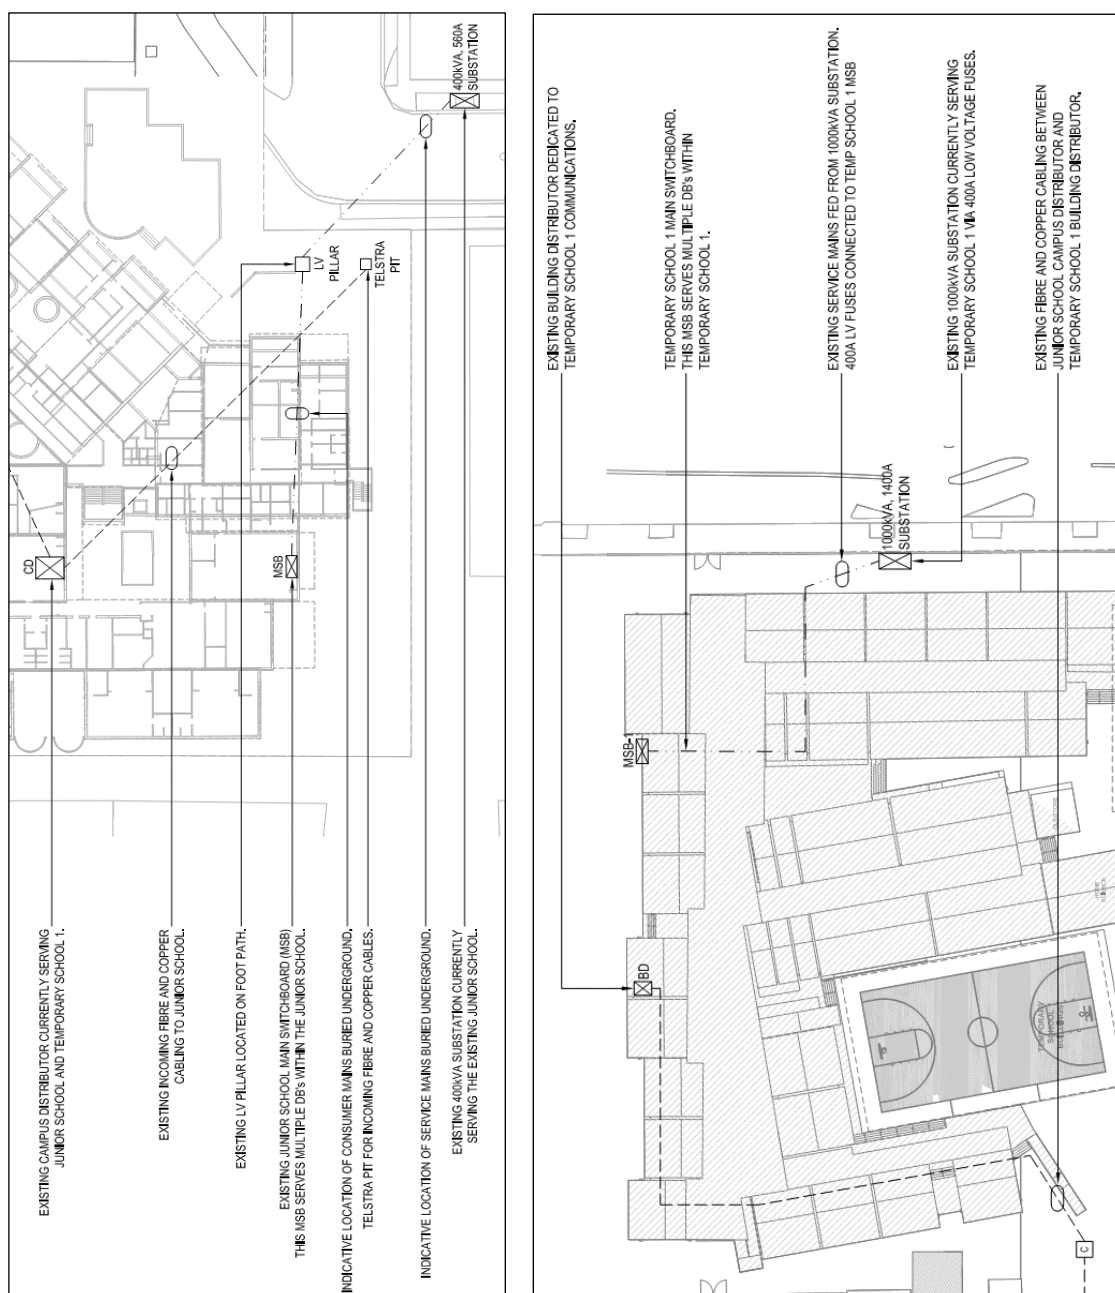 400kVA, 560A
SUBSTATION
LV
PILLAR
TELSTRA
PIT
CD
MSB
EXISTING CAMPUS DISTRIBUTOR CURRENTLY SERVING
JUNIOR SCHOOL AND TEMPORARY SCHOOL 1.
EXISTING INCOMING FIBRE AND COPPER
CABLING TO JUNIOR SCHOOL.
EXISTING LV PILLAR LOCATED ON FOOT PATH.
EXISTING JUNIOR SCHOOL MAIN SWITCHBOARD (MSB)
THIS MSB SERVES MULTIPLE DB's WITHIN THE JUNIOR SCHOOL.
INDICATIVE LOCATION OF CONSUMER MAINS BURIED UNDERGROUND.
TELSTRA PIT FOR INCOMING FIBRE AND COPPER CABLES.
INDICATIVE LOCATION OF SERVICE MAINS BURIED UNDERGROUND.
EXISTING 400kVA SUBSTATION CURRENTLY
SERVING THE EXISTING JUNIOR SCHOOL.
EXISTING BUILDING DISTRIBUTOR DEDICATED TO
TEMPORARY SCHOOL 1 COMMUNICATIONS.
TEMPORARY SCHOOL 1 MAIN SWITCHBOARD.
THIS MSB SERVES MULTIPLE DB's WITHIN
TEMPORARY SCHOOL 1.
EXISTING SERVICE MAINS FED FROM 1000kVA SUBSTATION.
400A LV FUSES CONNECTED TO TEMP SCHOOL 1 MSB
EXISTING 1000kVA SUBSTATION CURRENTLY SERVING
TEMPORARY SCHOOL 1 VIA 400A LOW VOLTAGE FUSES.
EXISTING FIBRE AND COPPER CABLING BETWEEN
JUNIOR SCHOOL CAMPUS DISTRIBUTOR AND
TEMPORARY SCHOOL 1 BUILDING DISTRIBUTOR.
1000kVA, 1400A
SUBSTATION
MSB-1
BD
TEMPORARY
SCHOOL
C